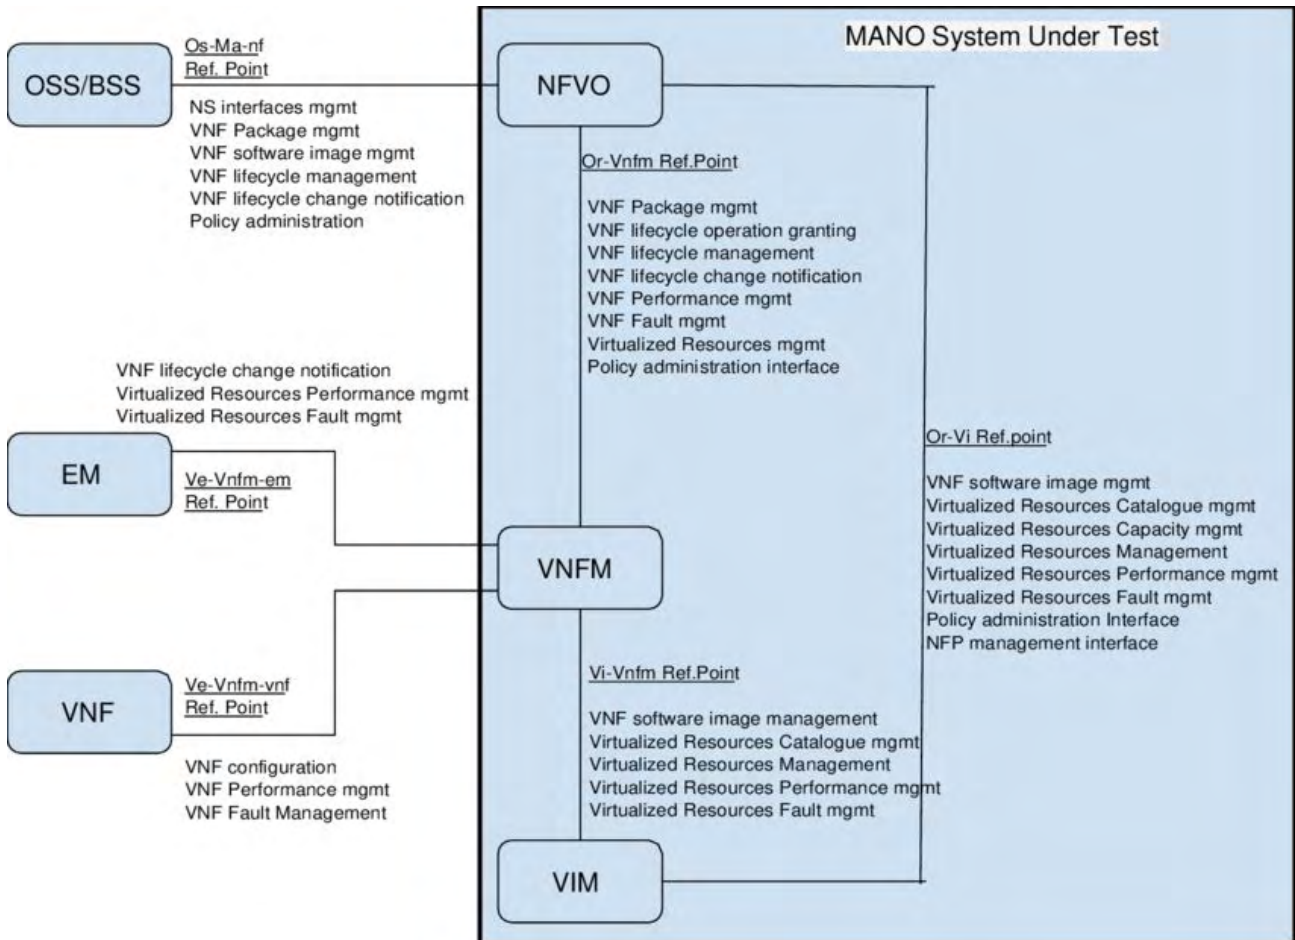 MANO System Under Test
OSS/BSS
Os-Ma-nf
Ref. Point
NS interfaces mgmt
VNF Package mgmt
VNF software image mgmt
VNF lifecycle management
VNF lifecycle change notification
Policy administration
NFVO
Or-Vnfm Ref.Point
VNF Package mgmt
VNF lifecycle operation granting
VNF lifecycle management
VNF lifecycle change notification
VNF Performance mgmt
VNF Fault mgmt
Virtualized Resources mgmt
Policy administration interface
VNF lifecycle change notification
Virtualized Resources Performance mgmt
Virtualized Resources Fault mgmt
EM
Ve-Vnfm-em
Ref. Point
Or-Vi Ref.point
VNF software image mgmt
Virtualized Resources Catalogue mgmt
Virtualized Resources Capacity mgmt
Virtualized Resources Management
Virtualized Resources Performance mgmt
Virtualized Resources Fault mgmt
Policy administration Interface
NFP management interface
VNFM
VNF
Ve-Vnfm-vnf
Ref. Point
VNF configuration
VNF Performance mgmt
VNF Fault Management
Vi-Vnfm Ref.Point
VNF software image management
Virtualized Resources Catalogue mgmt
Virtualized Resources Management
Virtualized Resources Performance mgmt
Virtualized Resources Fault mgmt
VIM